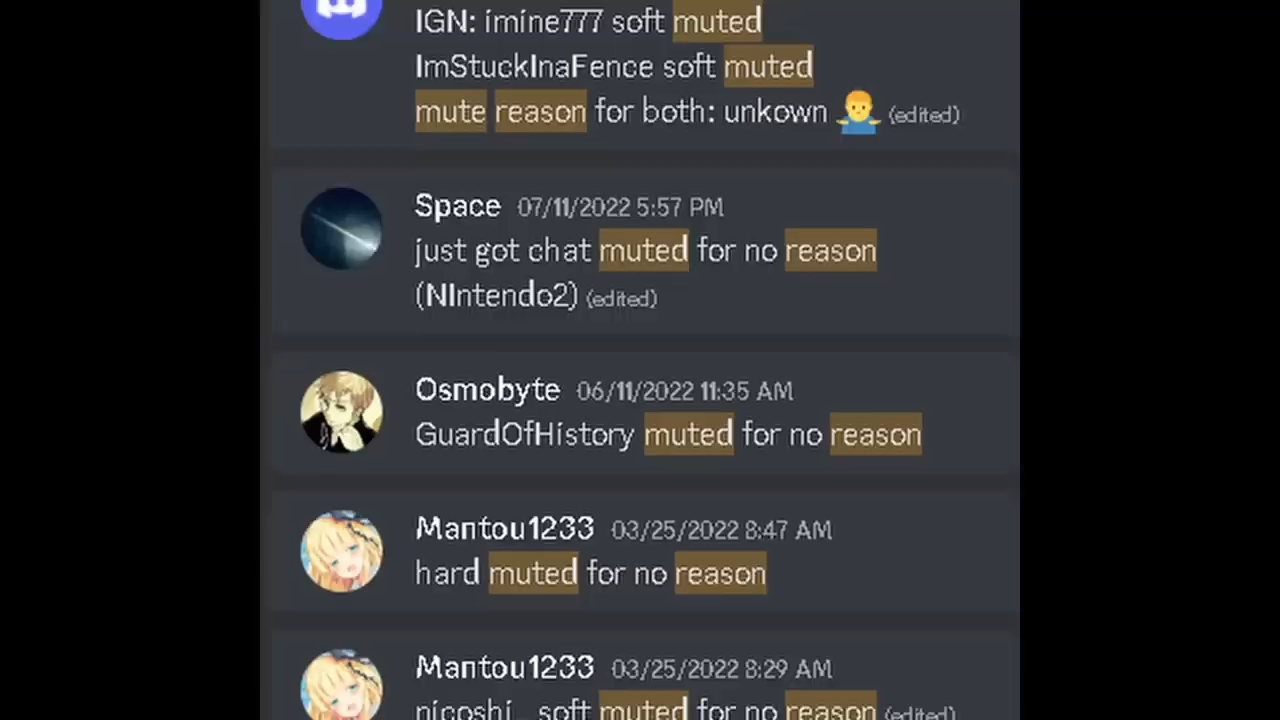 IGN: imine777 soft muted
ImStuckInaFence soft muted
mute reason for both: unkown 🤷‍♂️ (edited)
Space 07/11/2022 5:57 PM
just got chat muted for no reason
(NIntendo2) (edited)
Osmobyte 06/11/2022 11:35 AM
GuardOfHistory muted for no reason
Mantou1233 03/25/2022 8:47 AM
hard muted for no reason
Mantou1233 03/25/2022 8:29 AM
nicoshi_ soft muted for no reason (edited)